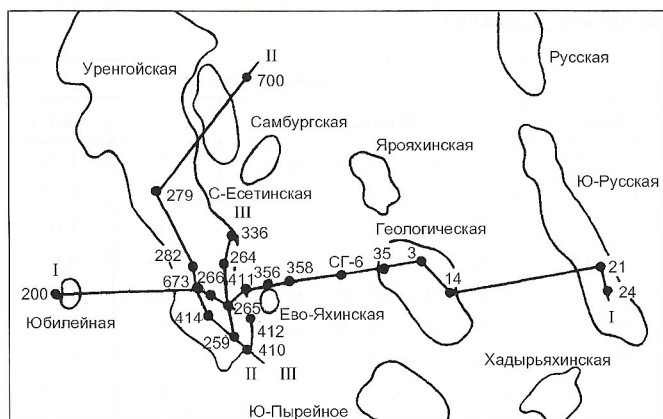 II
700
Русская
Уренгойская
Самбургская
Ярояхинская
279
С-Есетинская
Ю-Русская
III
336
Геологическая
282
264
СГ-6
35
3
I
673
266
411
356
358
14
21
200
265
24
Юбилейная
414
Ево-Яхинская
I
412
259
410
Хадырьяхинская
II
III
Ю-Пырейное